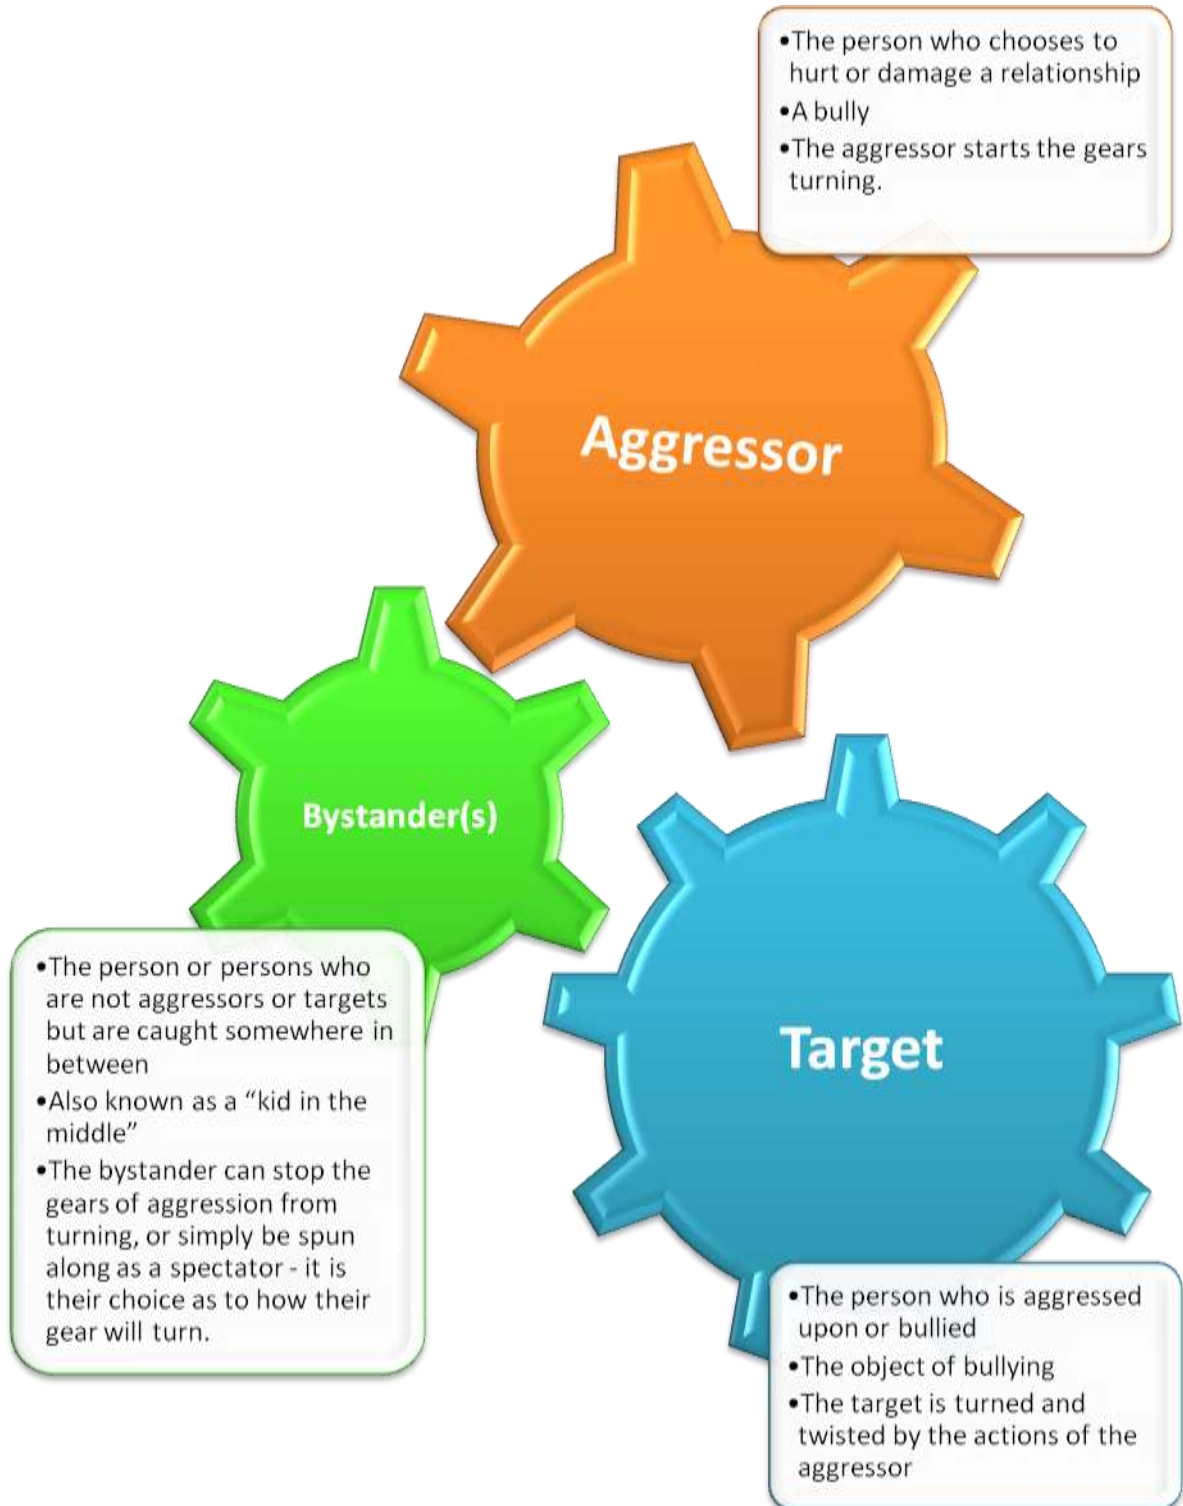 •The person who chooses to
hurt or damage a relationship
•A bully
•The aggressor starts the gears
turning.
Aggressor
Bystander(s)
•The person or persons who
are not aggressors or targets
but are caught somewhere in
between
•Also known as a “kid in the
middle”
•The bystander can stop the
gears of aggression from
turning, or simply be spun
along as a spectator - it is
their choice as to how their
gear will turn.
Target
•The person who is aggressed
upon or bullied
•The object of bullying
•The target is turned and
twisted by the actions of the
aggressor